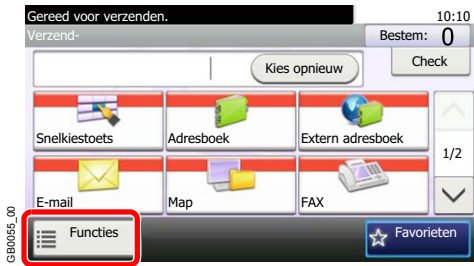 Gereed voor verzenden.
10:10
Verzend-
Bestem: 0
Kies opnieuw
Check
Snelkiestoets
Adresboek
Extern adresboek
1/2
E-mail
Map
FAX
Functies
Favorieten
GB0055_00